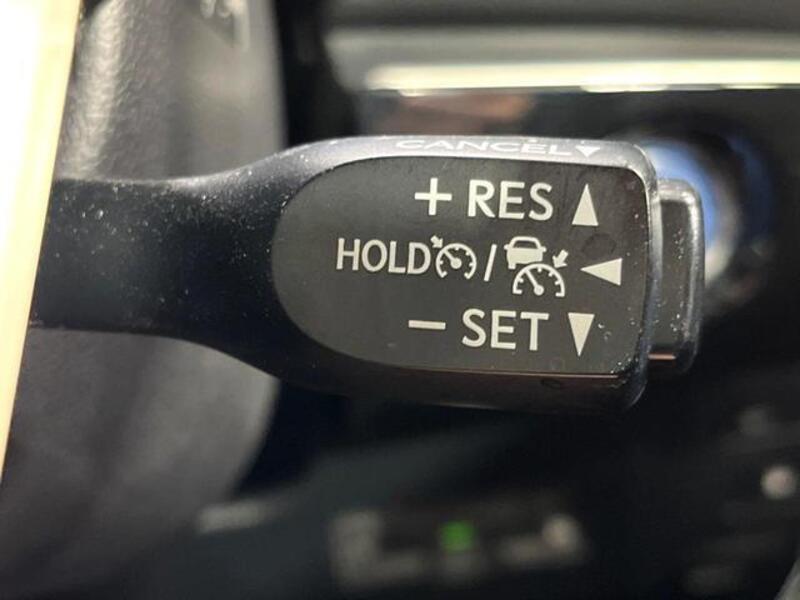 CANCEL
+ RES
HOLD /
- SET